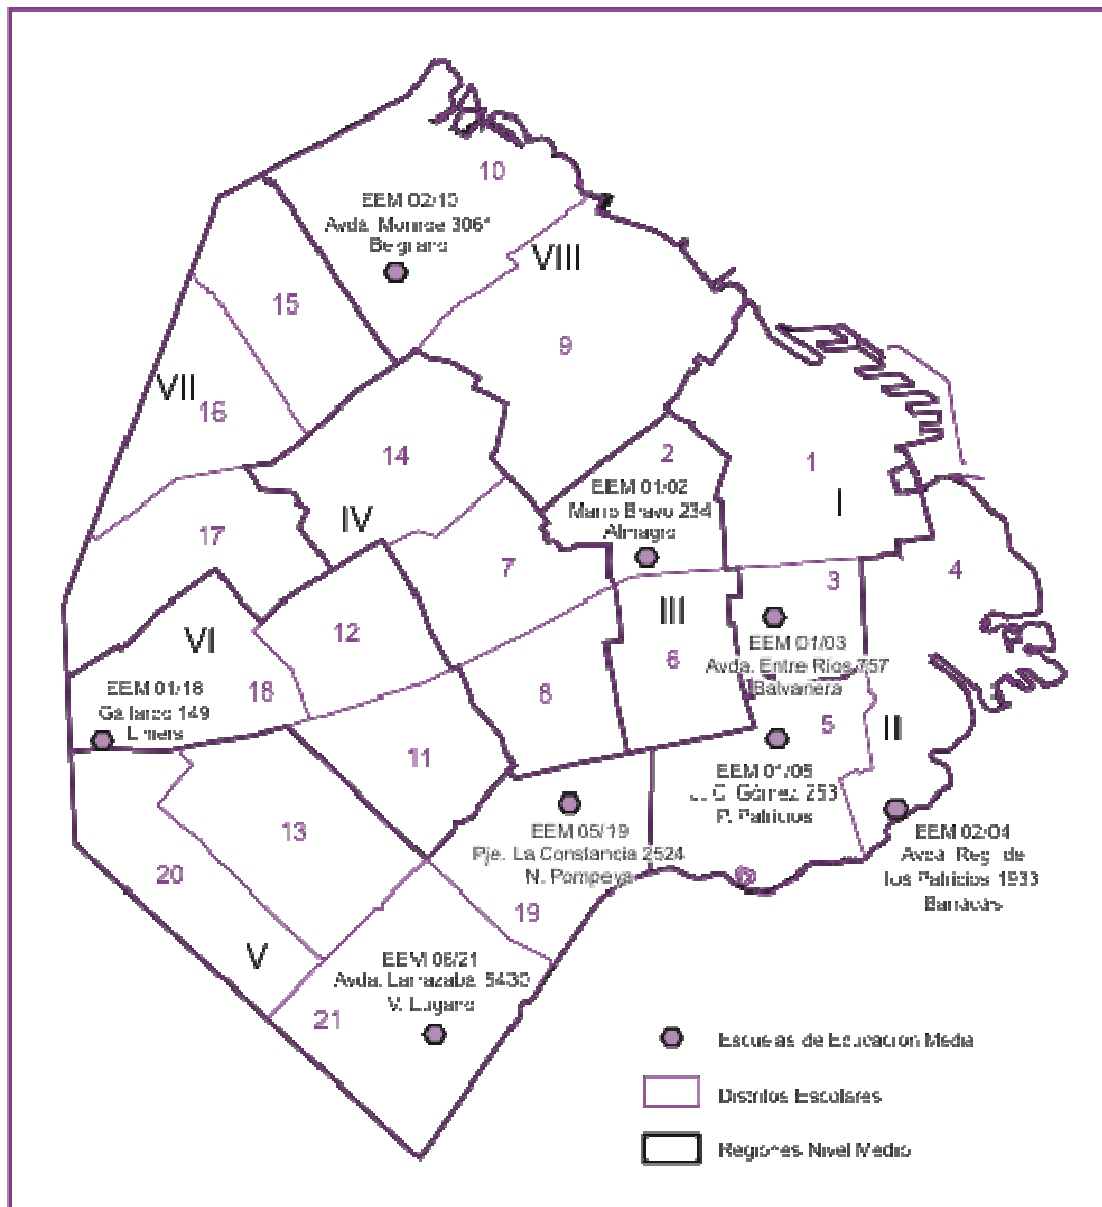 10
EEM 02/10
Avda. Monroe 3061
Belgrano
VIII
15
9
VII
16
14
2
1
EEM 01/02
Mario Bravo 234
Almagro
I
IV
17
7
3
4
III
VI
12
6
EEM 01/03
Avda. Entre Rios 757
Balvanera
EEM 01/18
149
Liniers
18
8
5
II
11
EEM 01/05
Gómez 253
P. Patricios
13
EEM 05/19
Pje. La Constancia 2524
N. Pompeya
EEM 02/04
Avda. Reg. de
los Patricios 1933
Barracas
20
19
V
EEM 06/21
Avda. Larrazabal 5430
V. Lugano
21
Escuelas de Educación Media
Distritos Escolares
Regiones Nivel Medio